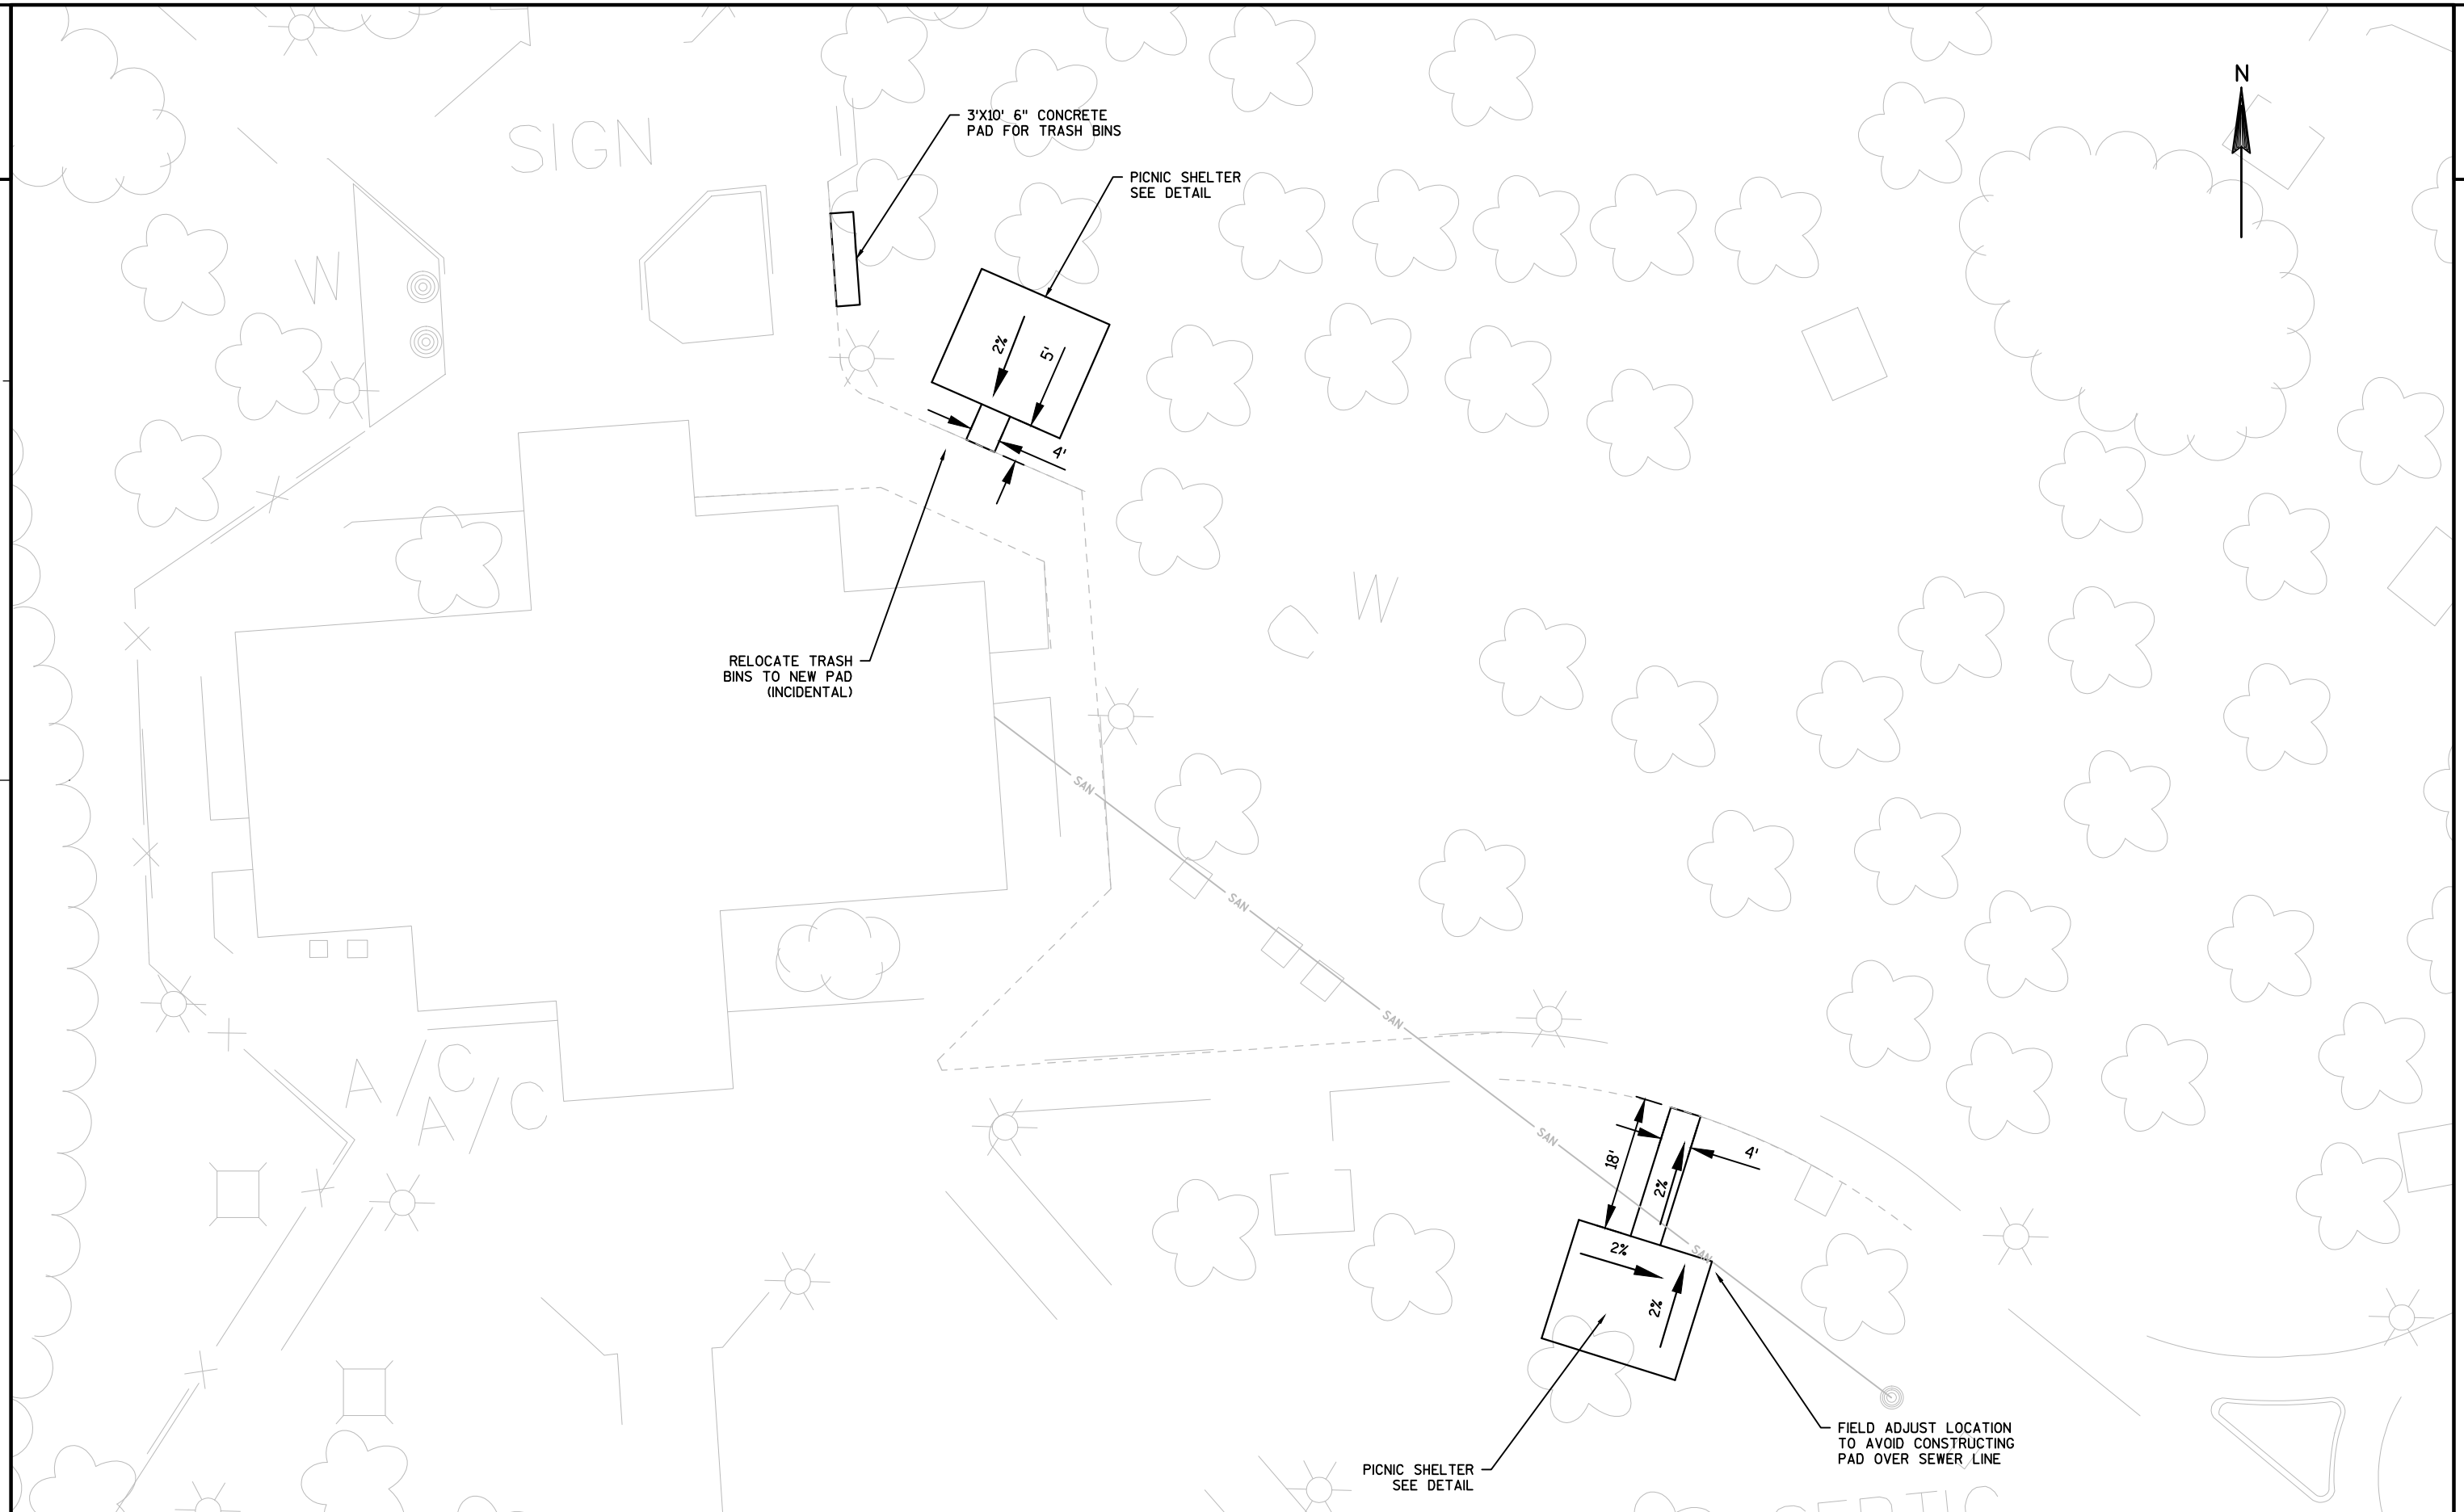 N
SIGN
3'X10' 6" CONCRETE
PAD FOR TRASH BINS
PICNIC SHELTER
SEE DETAIL
W
2%
5'
4'
W
RELOCATE TRASH
BINS TO NEW PAD
(INCIDENTAL)
SAN
SAN
SAN
A/C
A/C
SAN
18'
4'
2%
SAN
2%
2%
FIELD ADJUST LOCATION
TO AVOID CONSTRUCTING
PAD OVER SEWER LINE
PICNIC SHELTER
SEE DETAIL